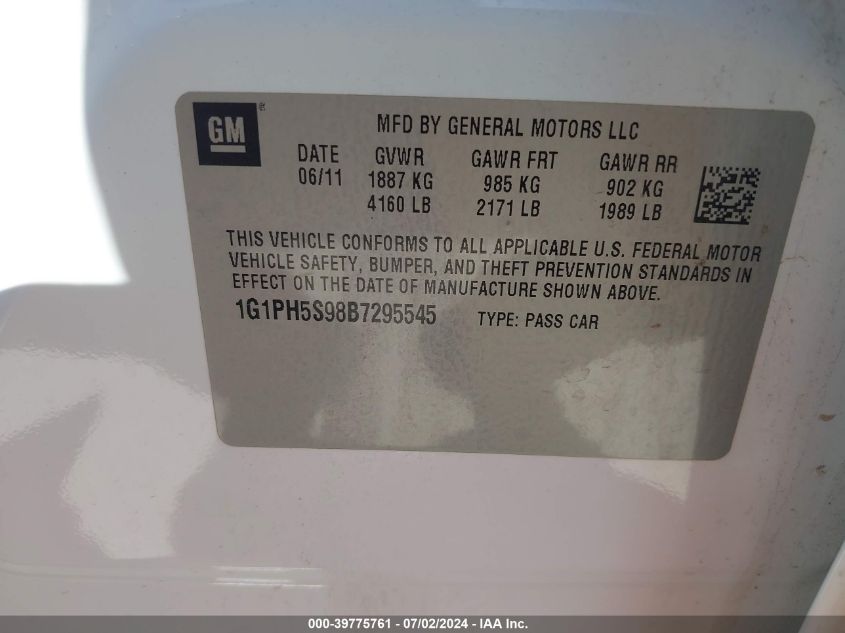 GM®
MFD BY GENERAL MOTORS LLC
DATE GVWR GAWR FRT GAWR RR
06/11 1887 KG 985 KG 902 KG
4160 LB 2171 LB 1989 LB
THIS VEHICLE CONFORMS TO ALL APPLICABLE U.S. FEDERAL MOTOR
VEHICLE SAFETY, BUMPER, AND THEFT PREVENTION STANDARDS IN
EFFECT ON THE DATE OF MANUFACTURE SHOWN ABOVE.
1G1PH5S98B7295545 TYPE: PASS CAR
000-39775761 - 07/02/2024 - IEA Inc.